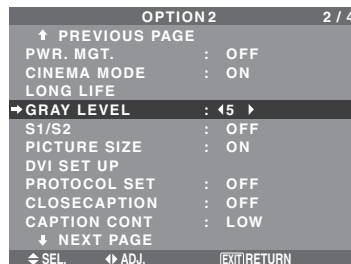 OPTION2 2/4
↑ PREVIOUS PAGE
PWR. MGT. : OFF
CINEMA MODE : ON
LONG LIFE
→ GRAY LEVEL : ◀5 ▶
S1/S2 : OFF
PICTURE SIZE : ON
DVI SET UP
PROTOCOL SET : OFF
CLOSECAPTION : OFF
CAPTION CONT : LOW
↓ NEXT PAGE
SEL. ADJ. EXIT RETURN